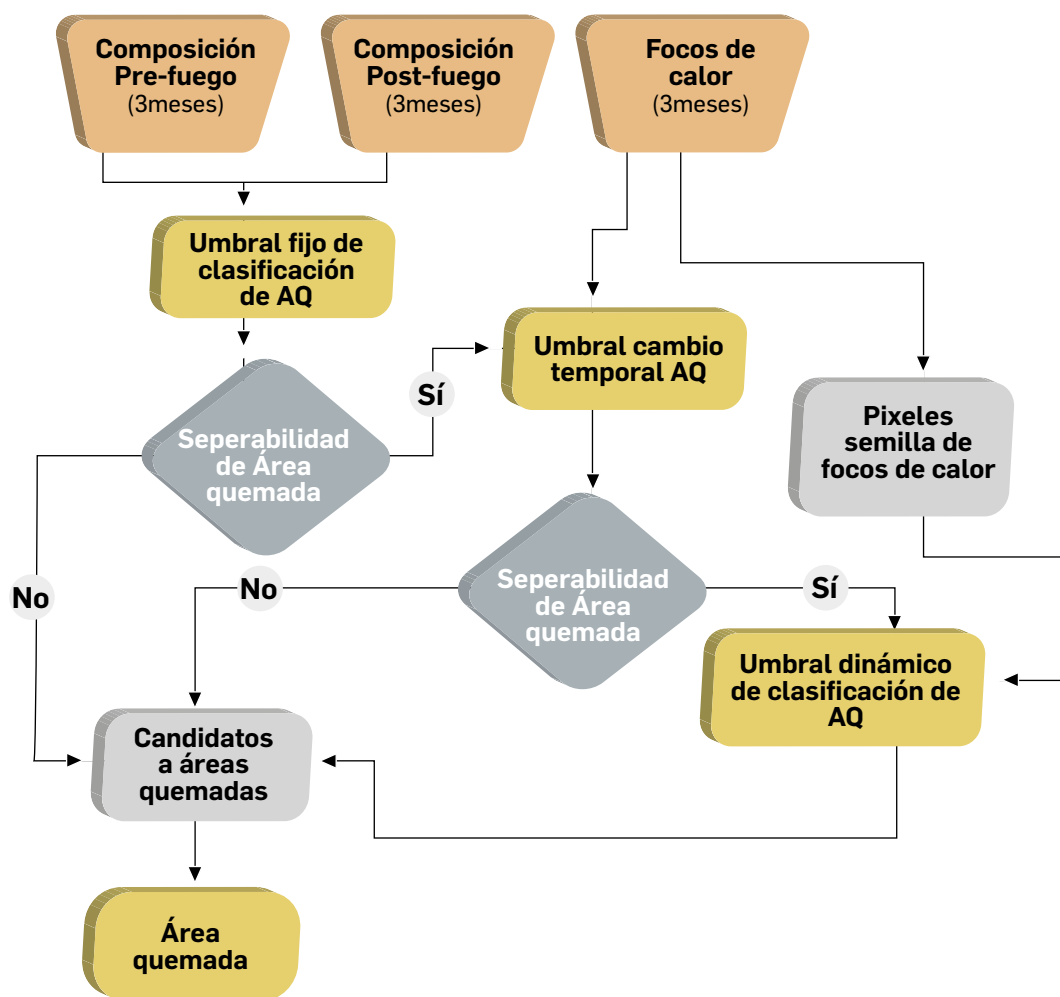 Composición
Pre-fuego
(3meses)
Composición
Post-fuego
(3meses)
Focos de
calor
(3meses)
Umbral fijo de
clasificación
de AQ
Umbral cambio
temporal AQ
Sí
Pixeles
semilla de
focos de calor
Seperabilidad
de Área
quemada
No
No
Seperabilidad
de Área
quemada
Sí
Umbral dinámico
de clasificación de
AQ
Candidatos
a áreas
quemadas
Área
quemada